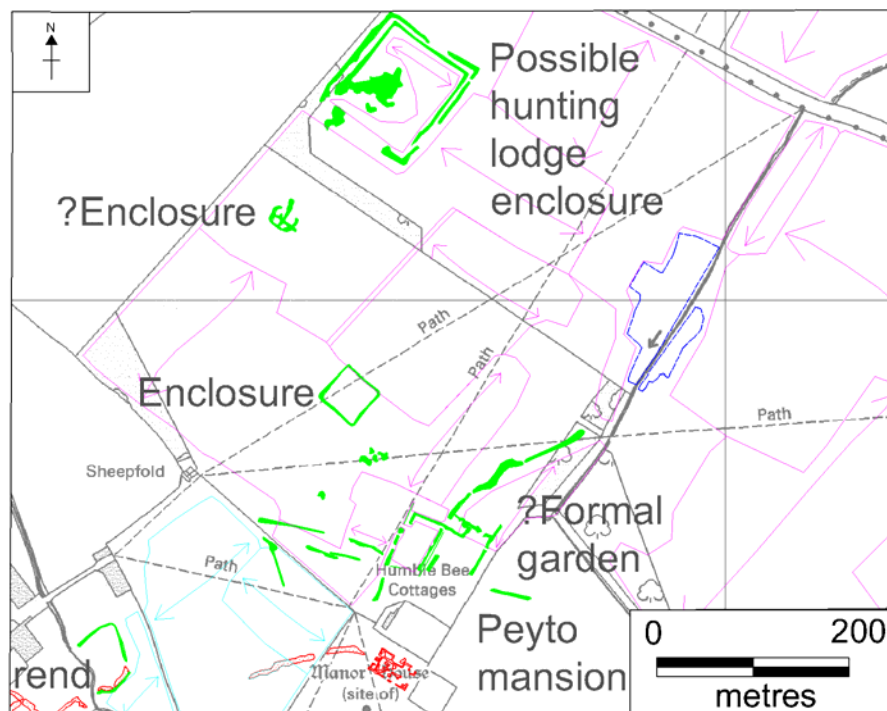 N
Possible
hunting
lodge
enclosure
?Enclosure
Path
Path
Enclosure
Path
Sheepfold
?Formal
garden
Path
Humble Bee
Cottages
Peyto
mansion
Manor House
(site of)
rend
0 200
metres